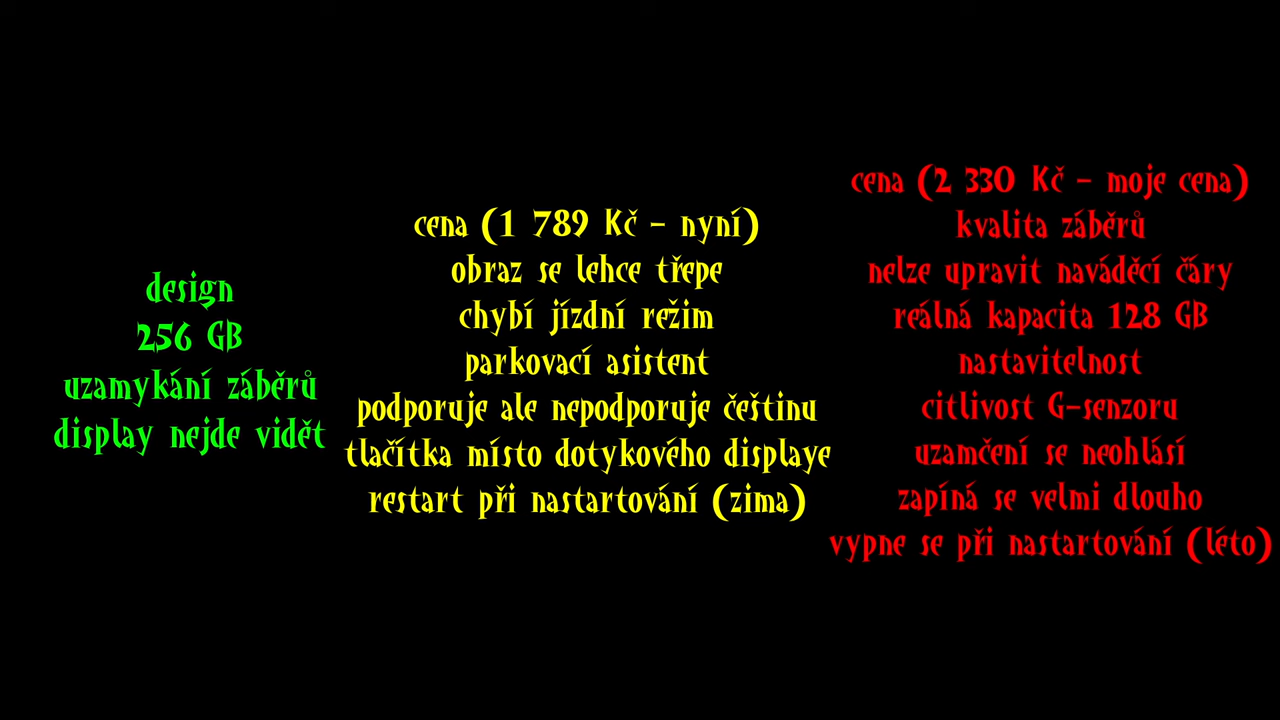 design
256 GB
uzamykání záběrů
display nejde vidět
cena (1 789 Kč - nyní)
obraz se lehce třepe
chybí jízdní režim
parkovací asistent
podporuje ale nepodporuje češtinu
tlačítka místo dotykového displaye
restart při nastartování (zima)
cena (2 330 Kč - moje cena)
kvalita záběrů
nelze upravit naváděcí čáry
reálná kapacita 128 GB
nastavitelnost
citlivost G-senzoru
uzamčení se neohlásí
zapíná se velmi dlouho
vypne se při nastartování (léto)